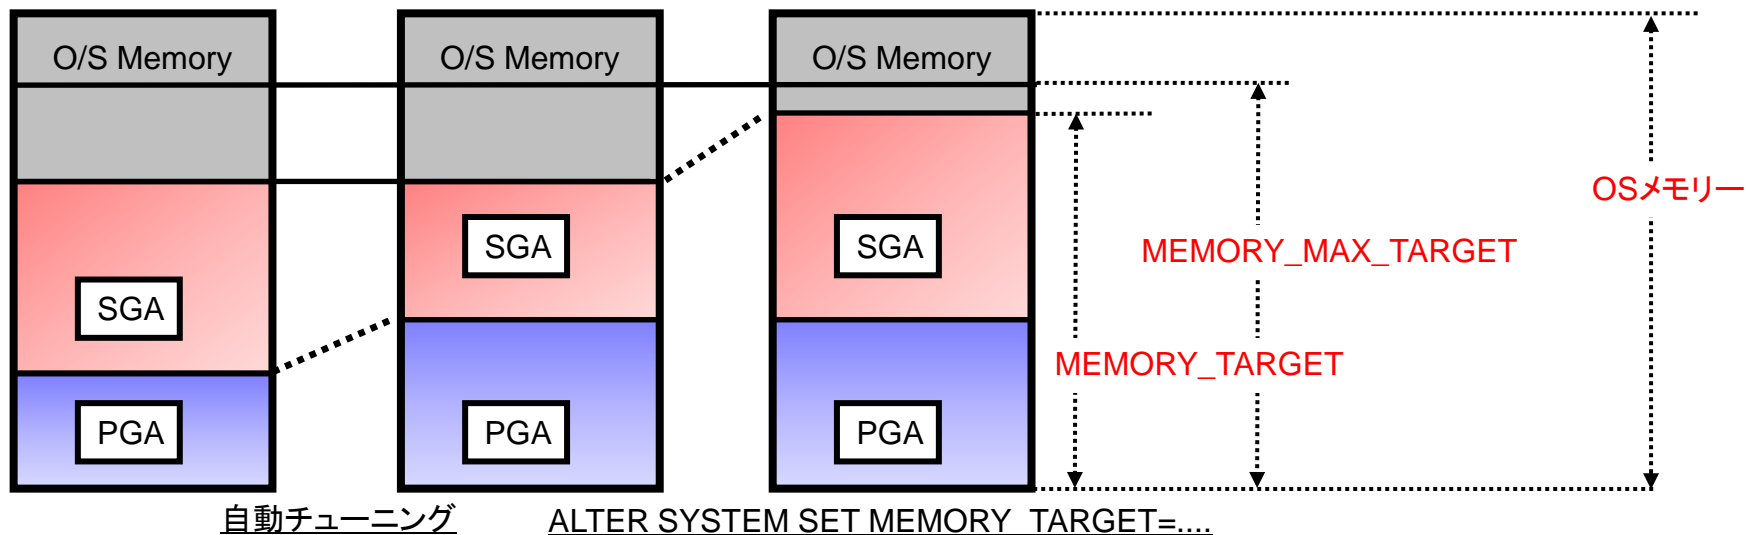 O/S Memory
O/S Memory
O/S Memory
OSメモリー
SGA
SGA
MEMORY_MAX_TARGET
SGA
MEMORY_TARGET
PGA
PGA
PGA
自動チューニング
ALTER SYSTEM SET MEMORY_TARGET=....